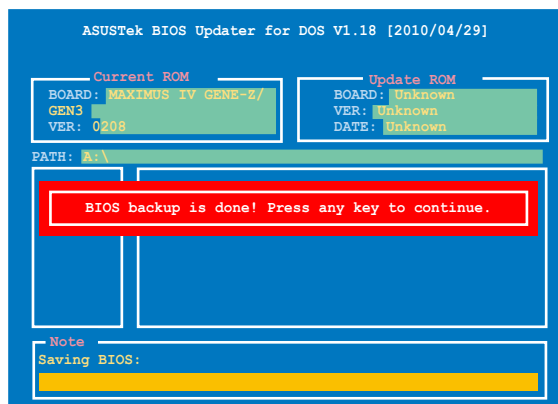 ASUSTek BIOS Updater for DOS V1.18 [2010/04/29]
Current ROM
BOARD: MAXIMUS IV GENE-Z/
GEN3
VER: 0208
Update ROM
BOARD: Unknown
VER: Unknown
DATE: Unknown
PATH: A:\
BIOS backup is done! Press any key to continue.
Note
Saving BIOS: